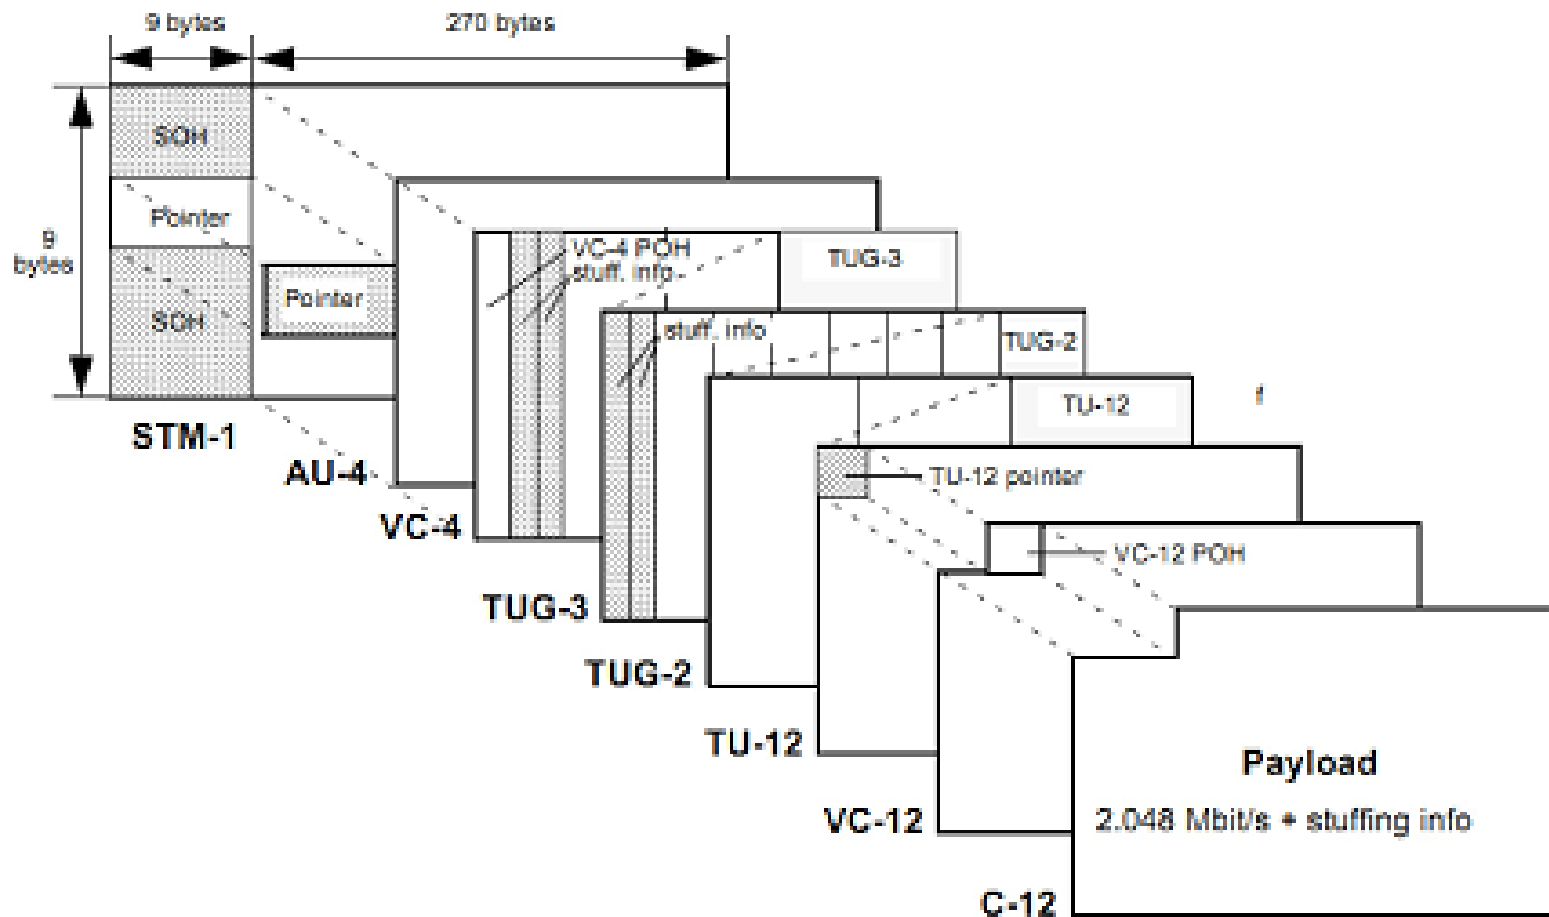 9 bytes
270 bytes
SOH
Pointer
9
bytes
SOH
Pointer
VC-4 POH
stuff. info
TUG-3
stuff. info
TUG-2
TU-12
f
STM-1
AU-4
TU-12 pointer
VC-4
VC-12 POH
TUG-3
TUG-2
TU-12
Payload
VC-12
2.048 Mbit/s + stuffing info
C-12